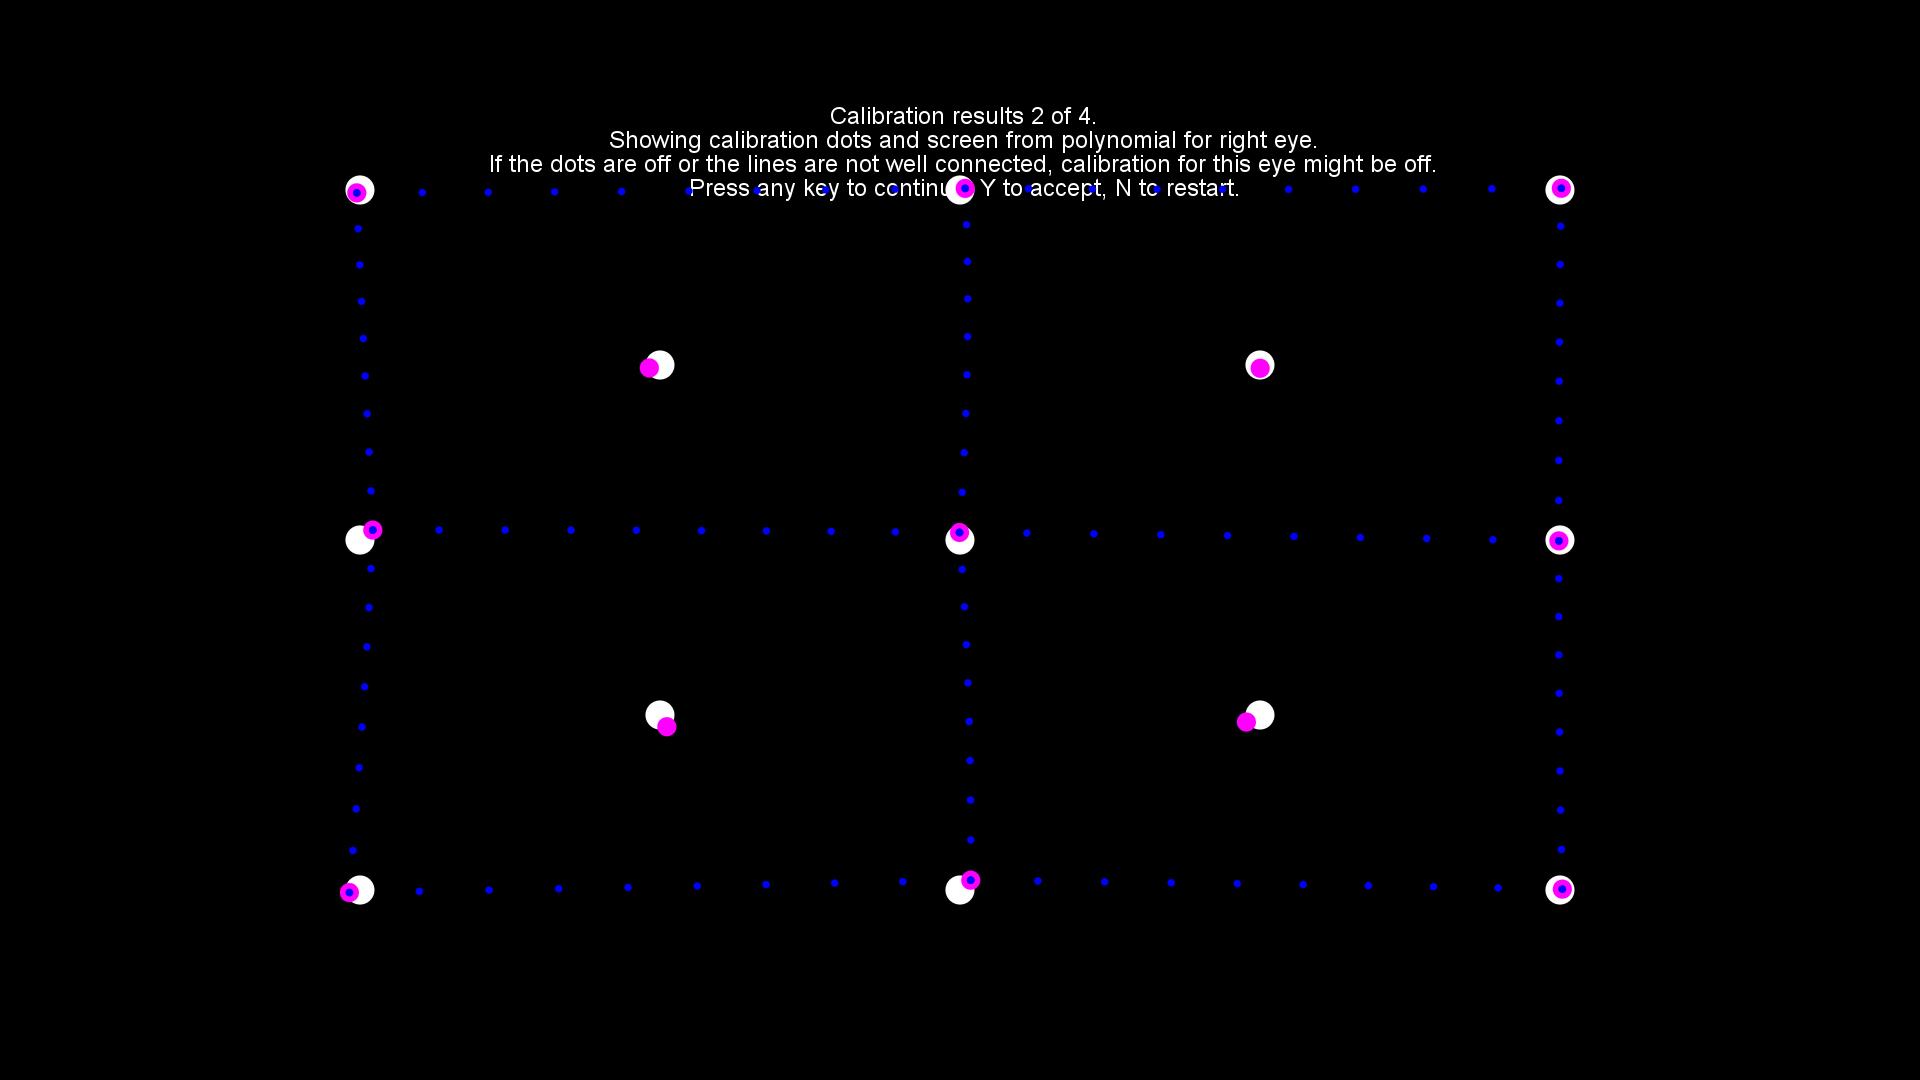 Calibration results 2 of 4.
Showing calibration dots and screen from polynomial for right eye.
If the dots are off or the lines are not well connected, calibration for this eye might be off.
Press any key to continue, Y to accept, N to restart.